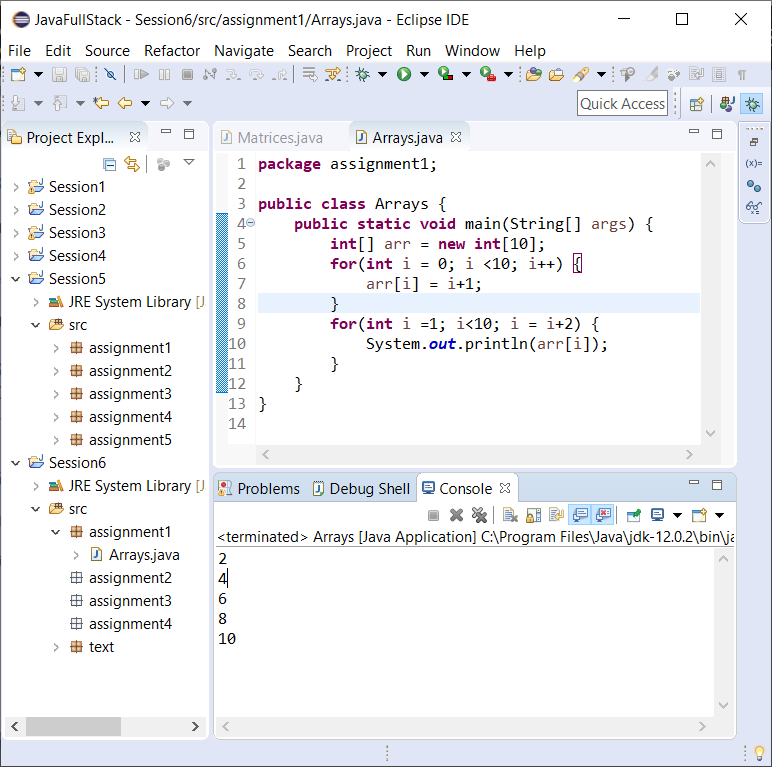 JavaFullStack - Session6/src/assignment1/Arrays.java - Eclipse IDE
File Edit Source Refactor Navigate Search Project Run Window Help
Quick Access
Project Expl...
Session1
Session2
Session3
Session4
Session5
JRE System Library [J
src
assignment1
assignment2
assignment3
assignment4
assignment5
Session6
JRE System Library [J
src
assignment1
Arrays.java
assignment2
assignment3
assignment4
text
Matrices.java Arrays.java
1 package assignment1;
2
3 public class Arrays {
4 public static void main(String[] args) {
5 int[] arr = new int[10];
6 for(int i = 0; i <10; i++) {
7 arr[i] = i+1;
8 }
9 for(int i =1; i<10; i = i+2) {
10 System.out.println(arr[i]);
11 }
12 }
13 }
14
Problems Debug Shell Console
<terminated> Arrays [Java Application] C:\Program Files\Java\jdk-12.0.2\bin\ja
2
4
6
8
10